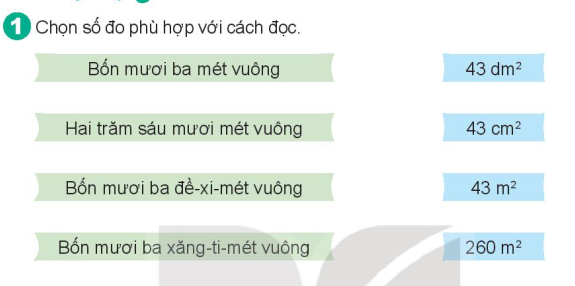 1 Chọn số đo phù hợp với cách đọc.
Bốn mươi ba mét vuông 43 dm²
Hai trăm sáu mươi mét vuông 43 cm²
Bốn mươi ba đề-xi-mét vuông 43 m²
Bốn mươi ba xăng-ti-mét vuông 260 m²